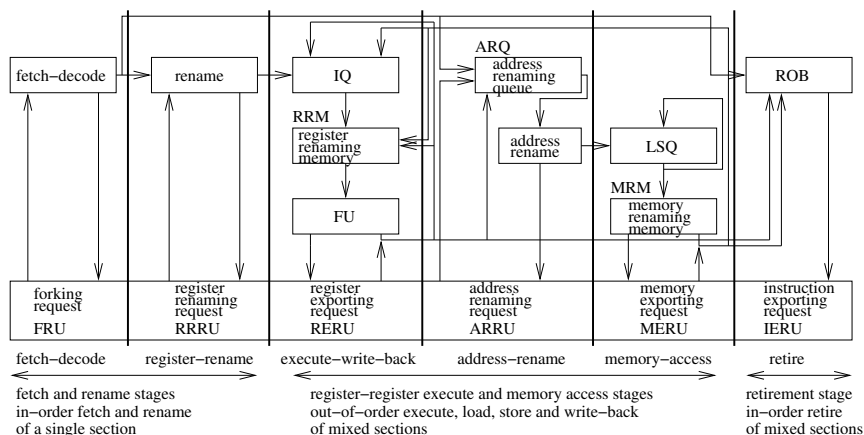 ARQ
fetch−decode
rename
IQ
address
renaming
queue
ROB
RRM
register
renaming
memory
address
rename
LSQ
MRM
FU
memory
renaming
memory
forking
request
FRU
register
renaming
request
RRRU
register
exporting
request
RERU
address
renaming
request
ARRU
memory
exporting
request
MERU
instruction
exporting
request
IERU
fetch−decode
register−rename
execute−write−back
address−rename
memory−access
retire
fetch and rename stages
in−order fetch and rename
of a single section
register−register execute and memory access stages
out−of−order execute, load, store and write−back
of mixed sections
retirement stage
in−order retire
of mixed sections